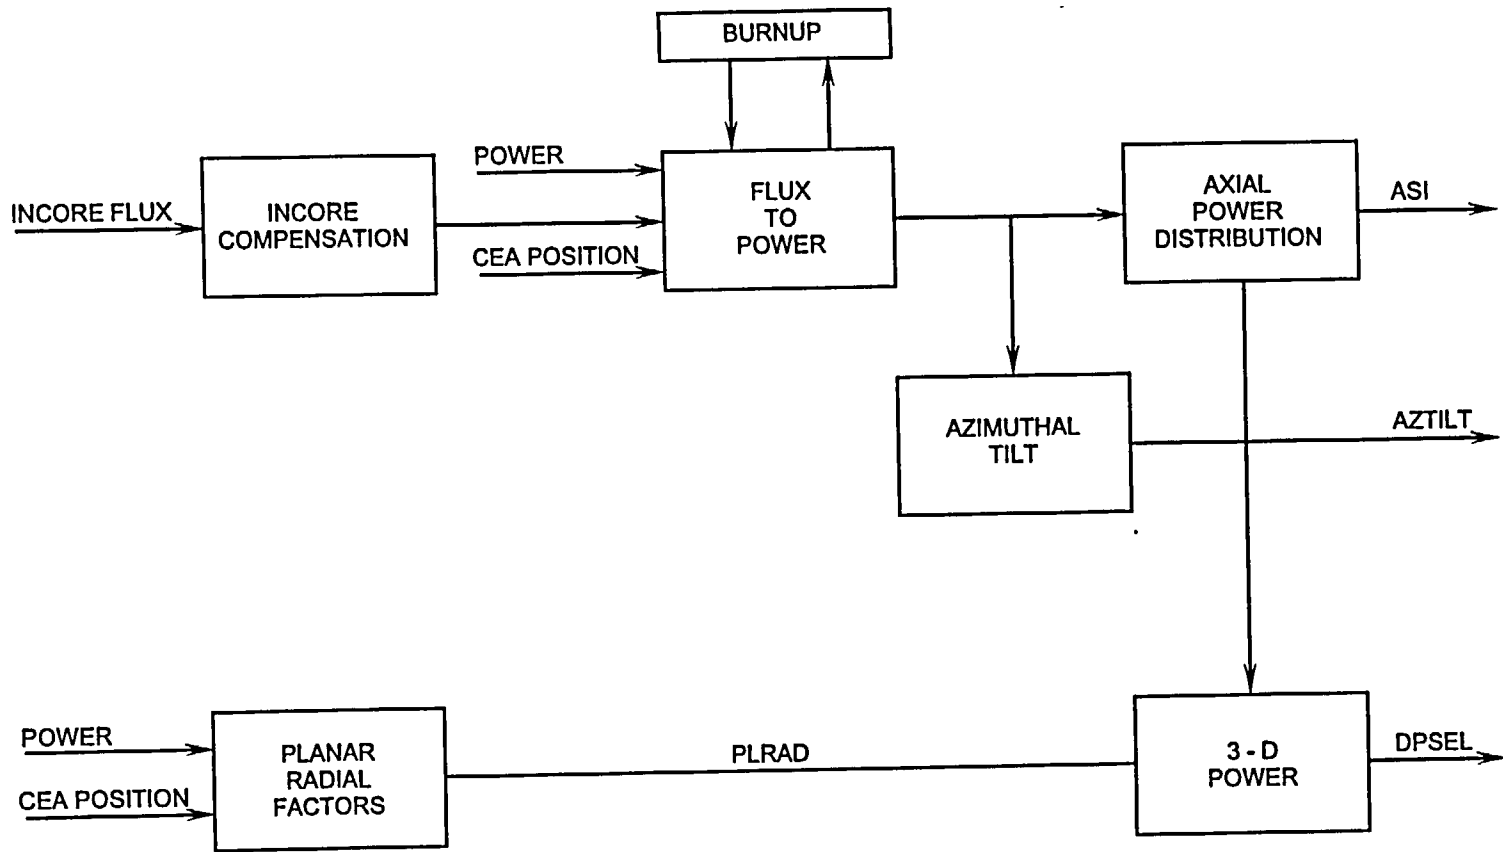 BURNUP
POWER
INCORE FLUX
INCORE
COMPENSATION
CEA POSITION
FLUX
TO
POWER
AXIAL
POWER
DISTRIBUTION
ASI
AZIMUTHAL
TILT
AZTILT
POWER
CEA POSITION
PLANAR
RADIAL
FACTORS
PLRAD
3 - D
POWER
DPSEL